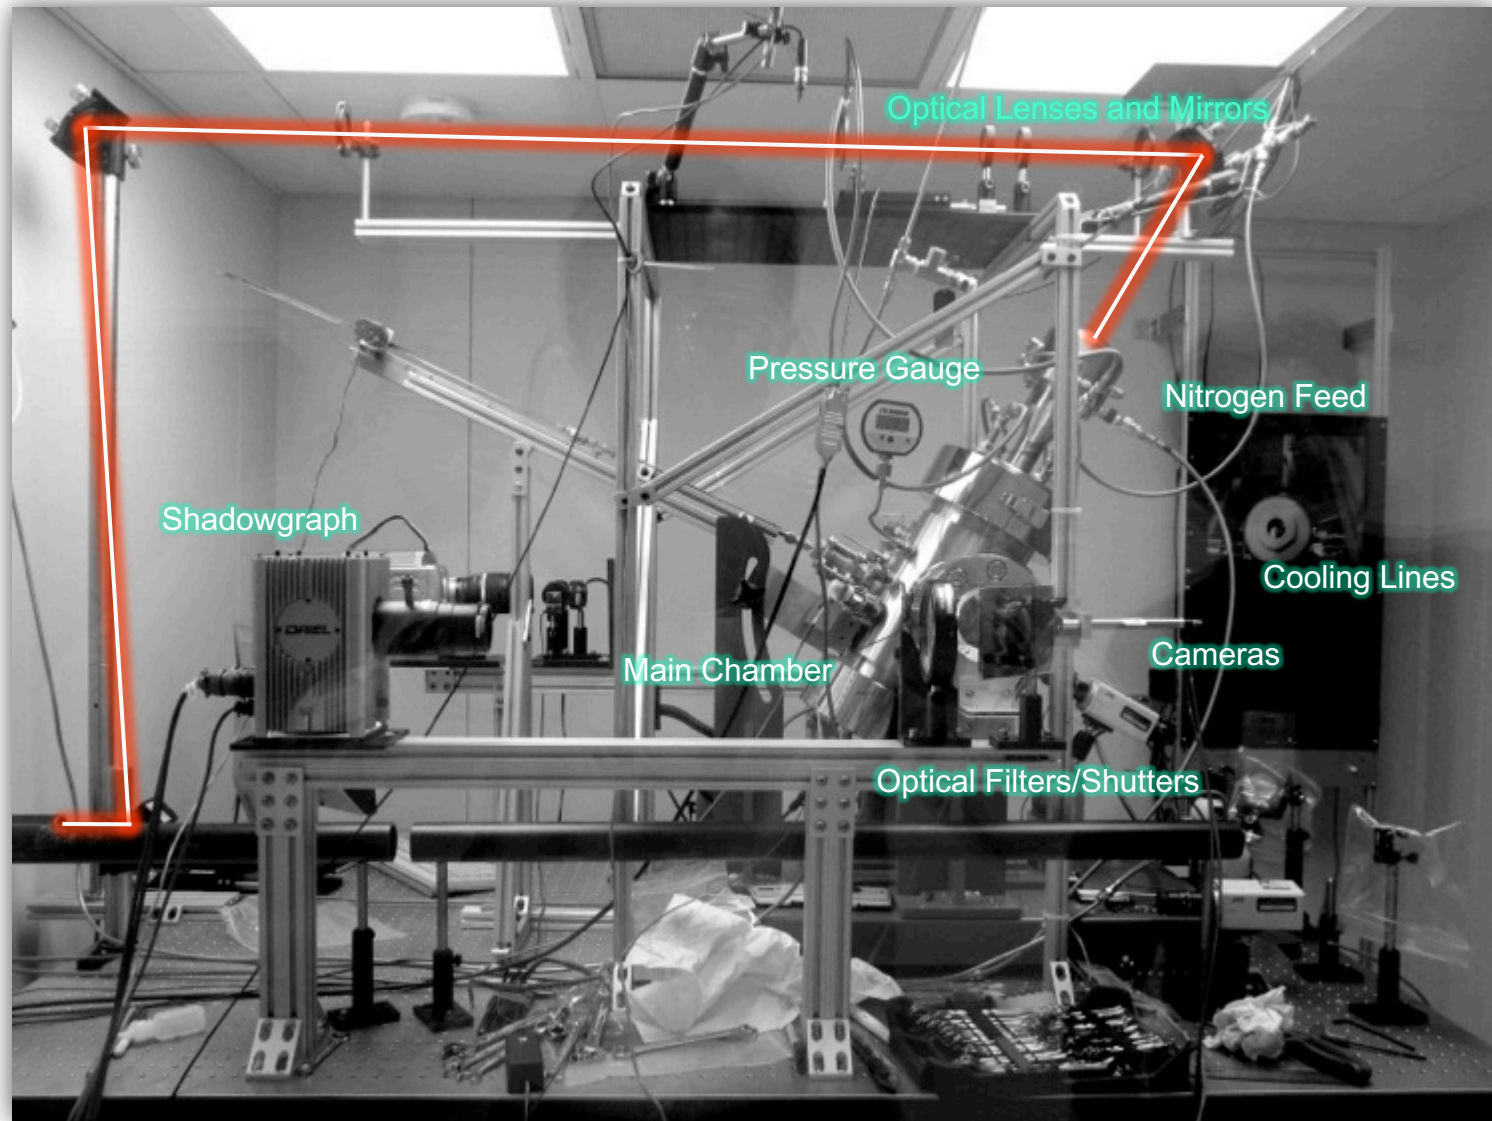 Optical Lenses and Mirrors
Pressure Gauge
Nitrogen Feed
Shadowgraph
ORIEL
Cooling Lines
Cameras
Main Chamber
Optical Filters/Shutters